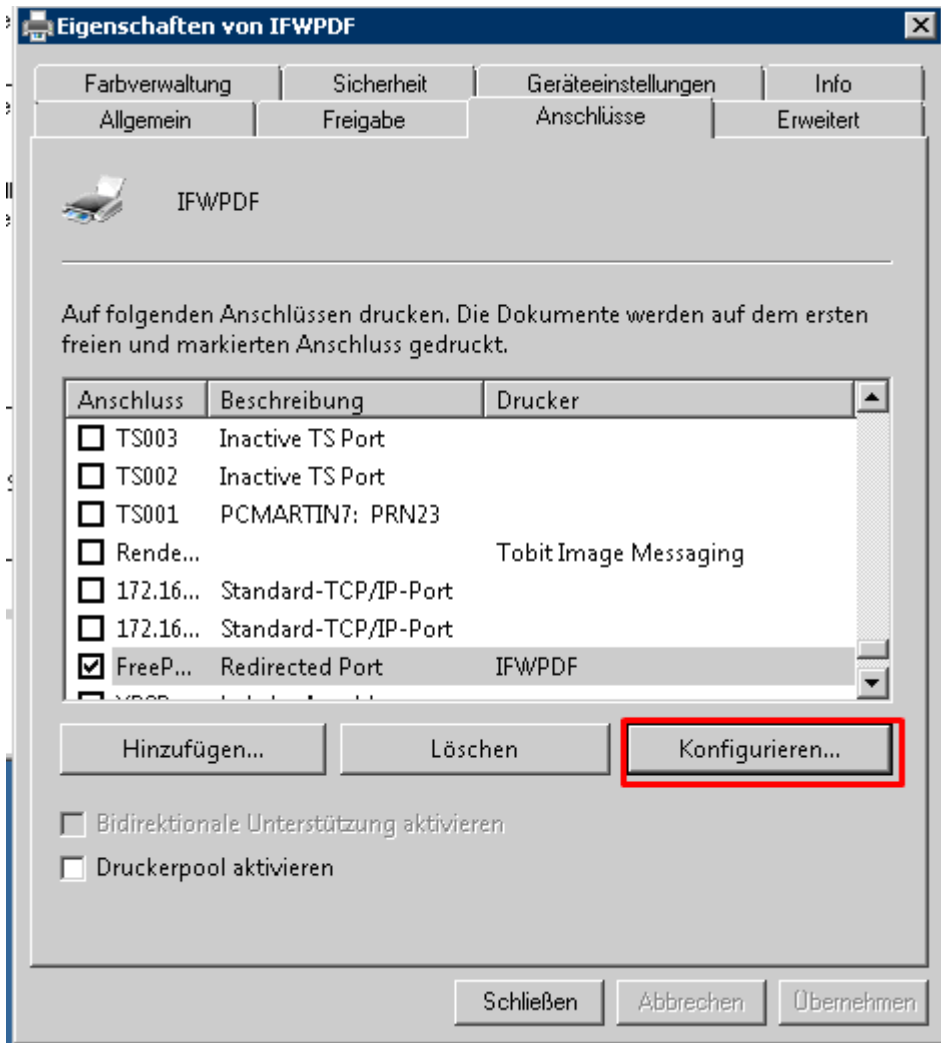 Eigenschaften von IFWPDF
Farbverwaltung Sicherheit Geräteeinstellungen Info
Allgemein Freigabe Anschlüsse Erweitert
IFWPDF
Auf folgenden Anschlüssen drucken. Die Dokumente werden auf dem ersten
freien und markierten Anschluss gedruckt.
Anschluss Beschreibung Drucker
TS003 Inactive TS Port
TS002 Inactive TS Port
TS001 PCMARTIN7: PRN23
Rende... Tobit Image Messaging
172.16... Standard-TCP/IP-Port
172.16... Standard-TCP/IP-Port
FreeP... Redirected Port IFWPDF
Hinzufügen... Löschen Konfigurieren...
Bidirektionale Unterstützung aktivieren
Druckerpool aktivieren
Schließen Abbrechen Übernehmen